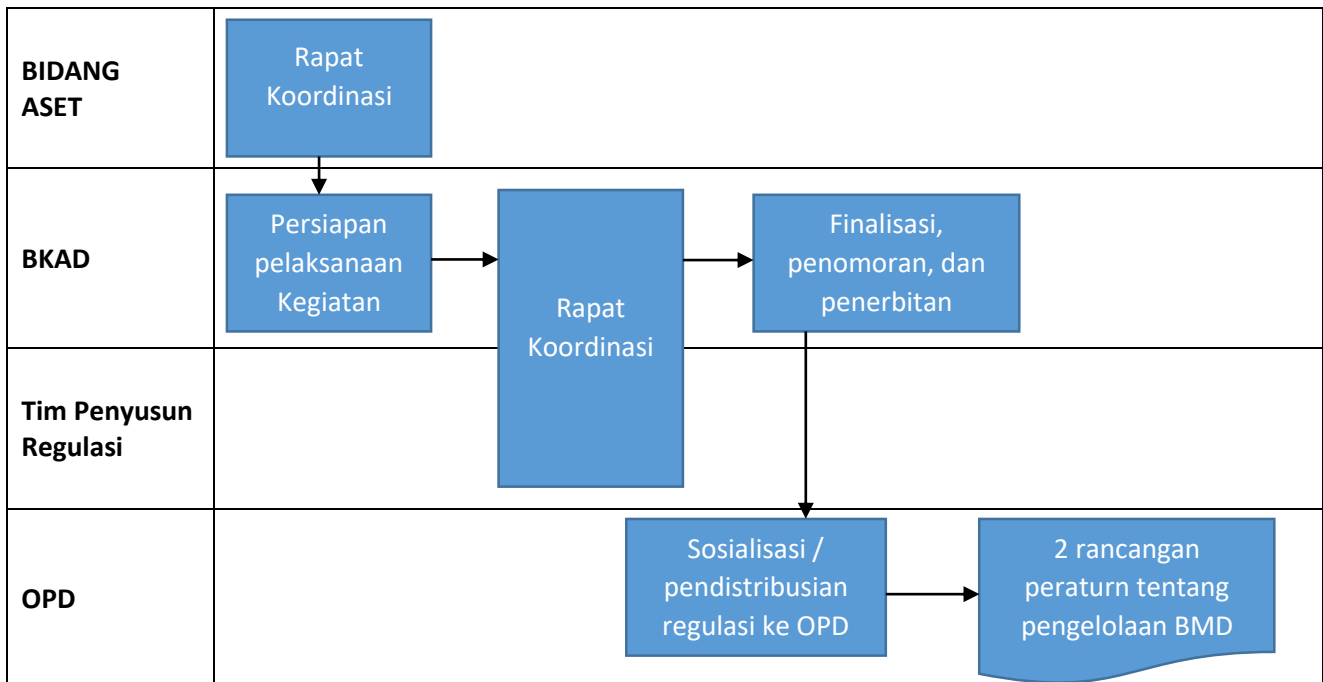 BIDANG
ASET
Rapat
Koordinasi
BKAD
Persiapan
pelaksanaan
Kegiatan
Rapat
Koordinasi
Finalisasi,
penomoran, dan
penerbitan
Tim Penyusun
Regulasi
OPD
Sosialisasi /
pendistribusian
regulasi ke OPD
2 rancangan
peraturn tentang
pengelolaan BMD